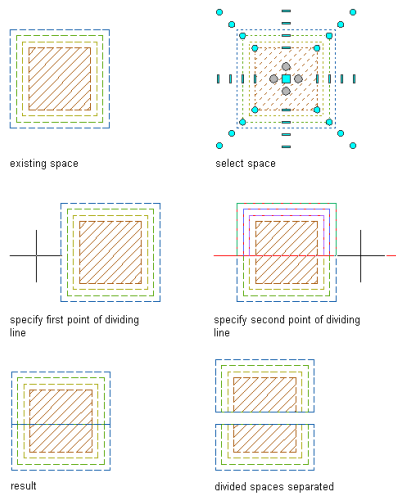 existing space
select space
specify first point of dividing
line
specify second point of dividing
line
result
divided spaces separated